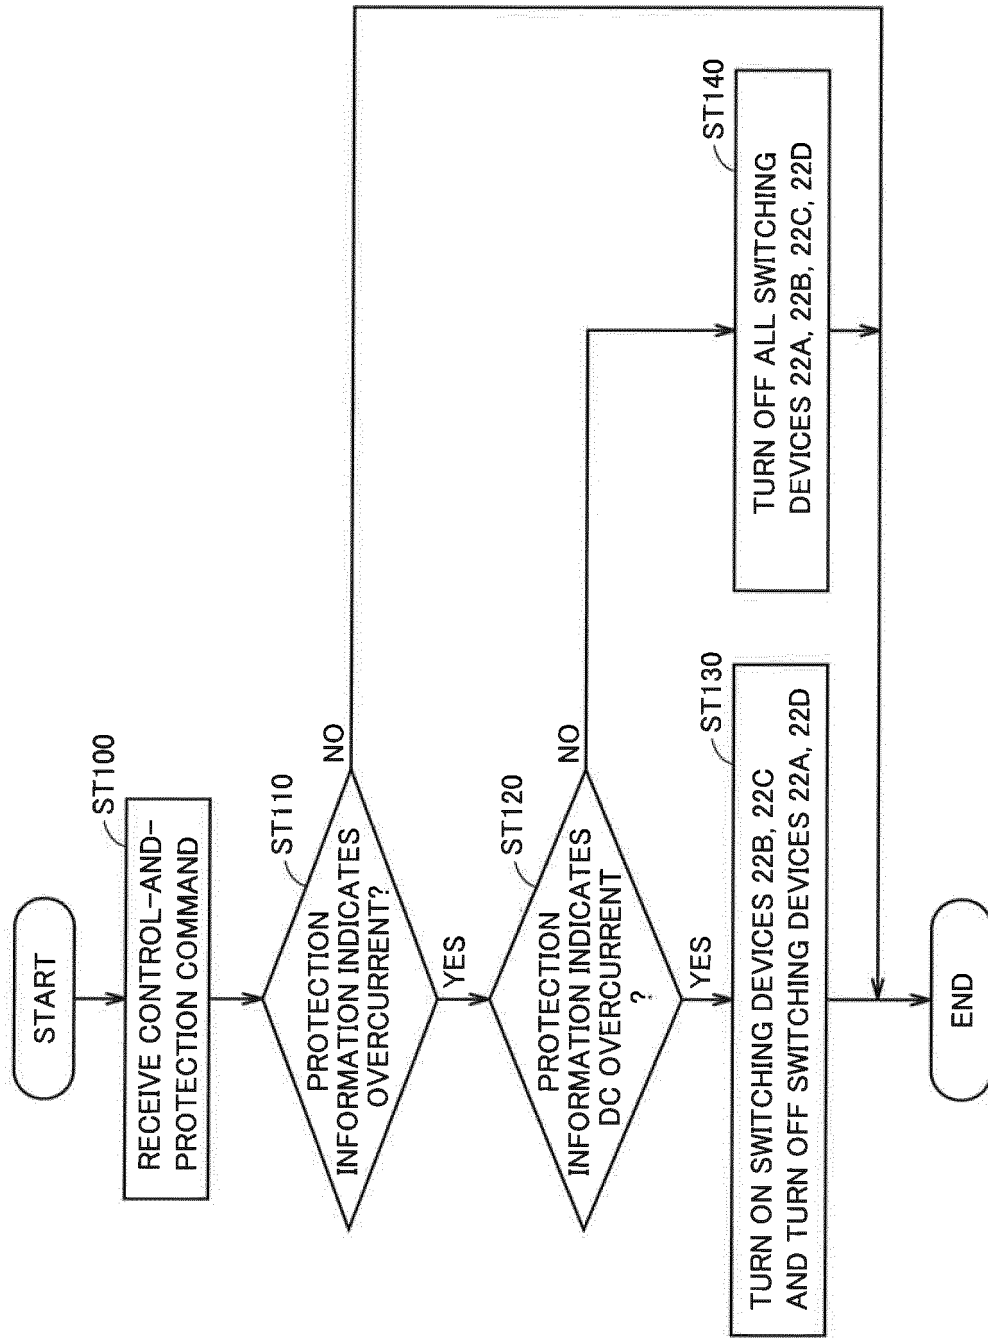 START
ST100
RECEIVE CONTROL-AND-
PROTECTION COMMAND
ST110
PROTECTION
INFORMATION INDICATES
OVERCURRENT?
NO
YES
ST120
PROTECTION
INFORMATION INDICATES
DC OVERCURRENT
?
NO
YES
ST130
TURN ON SWITCHING DEVICES 22B, 22C
AND TURN OFF SWITCHING DEVICES 22A, 22D
ST140
TURN OFF ALL SWITCHING
DEVICES 22A, 22B, 22C, 22D
END